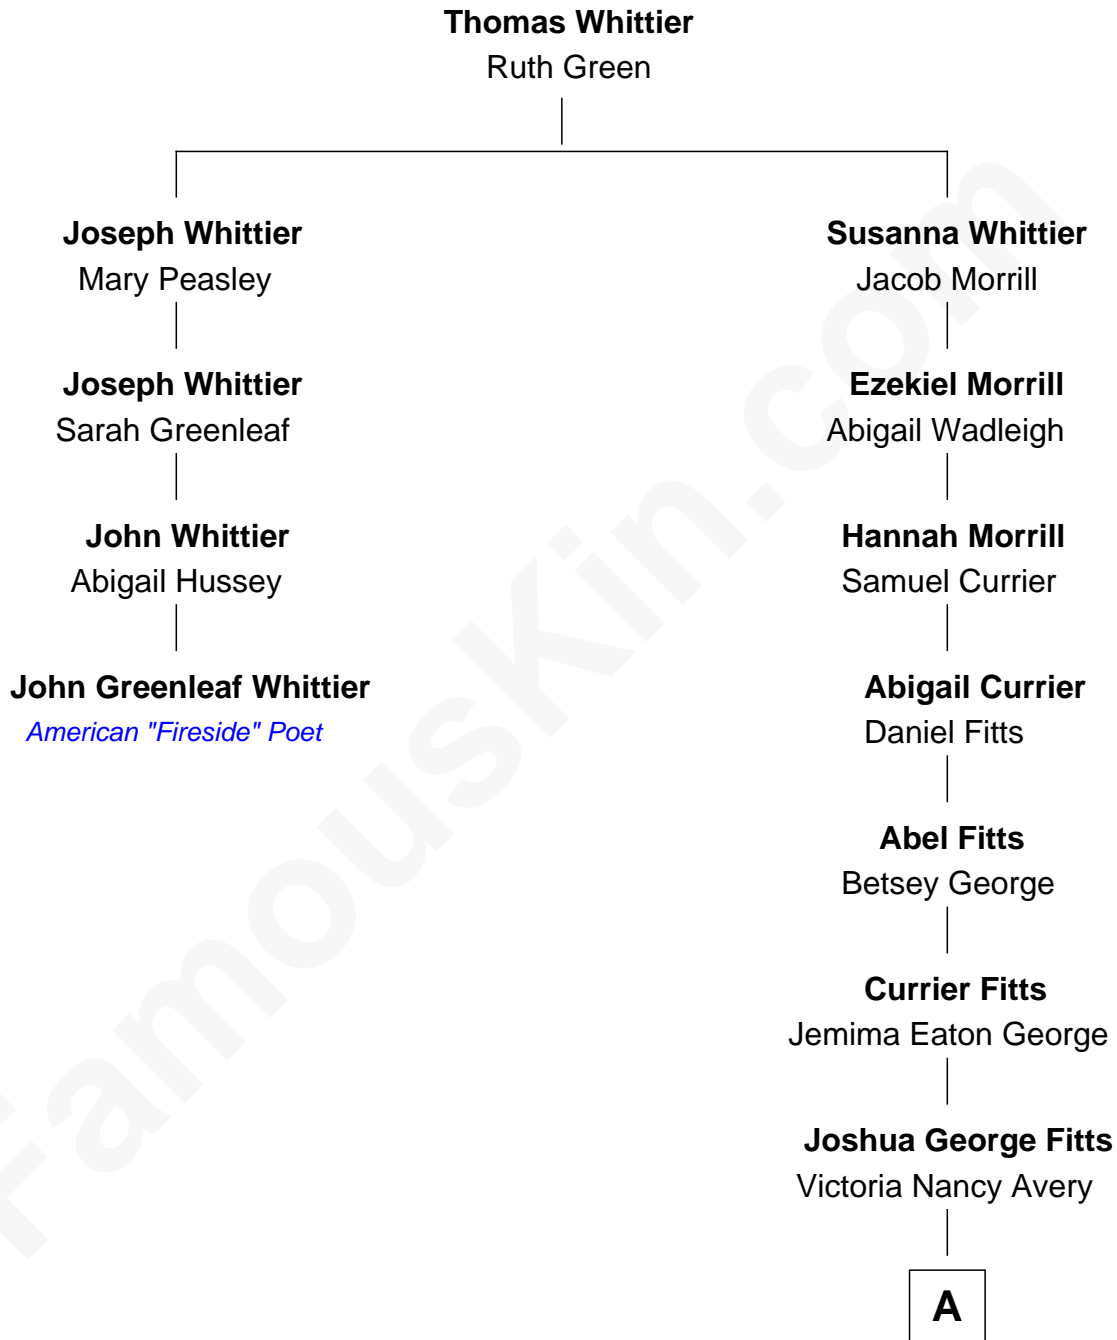 Thomas Whittier
Ruth Green
Joseph Whittier
Mary Peasley
Joseph Whittier
Sarah Greenleaf
John Whittier
Abigail Hussey
John Greenleaf Whittier
American "Fireside" Poet
Susanna Whittier
Jacob Morrill
Ezekiel Morrill
Abigail Wadleigh
Hannah Morrill
Samuel Currier
Abigail Currier
Daniel Fitts
Abel Fitts
Betsey George
Currier Fitts
Jemima Eaton George
Joshua George Fitts
Victoria Nancy Avery
A
FamousKin.com